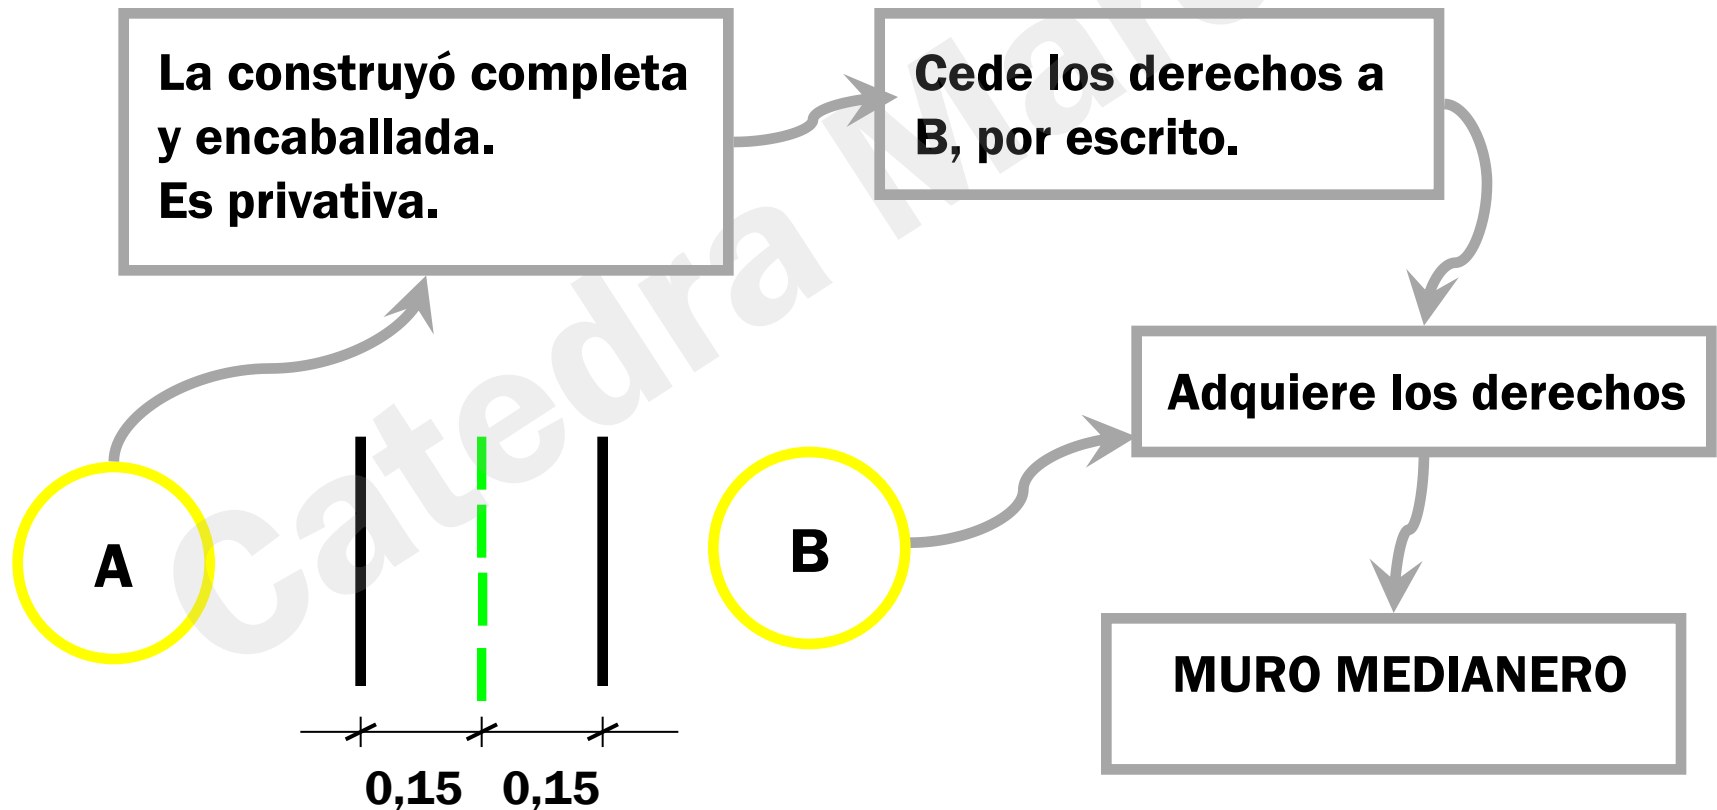 La construyó completa
y encaballada.
Es privativa.
Cede los derechos a
B, por escrito.
Adquiere los derechos
A
B
MURO MEDIANERO
0,15 0,15
Catedra